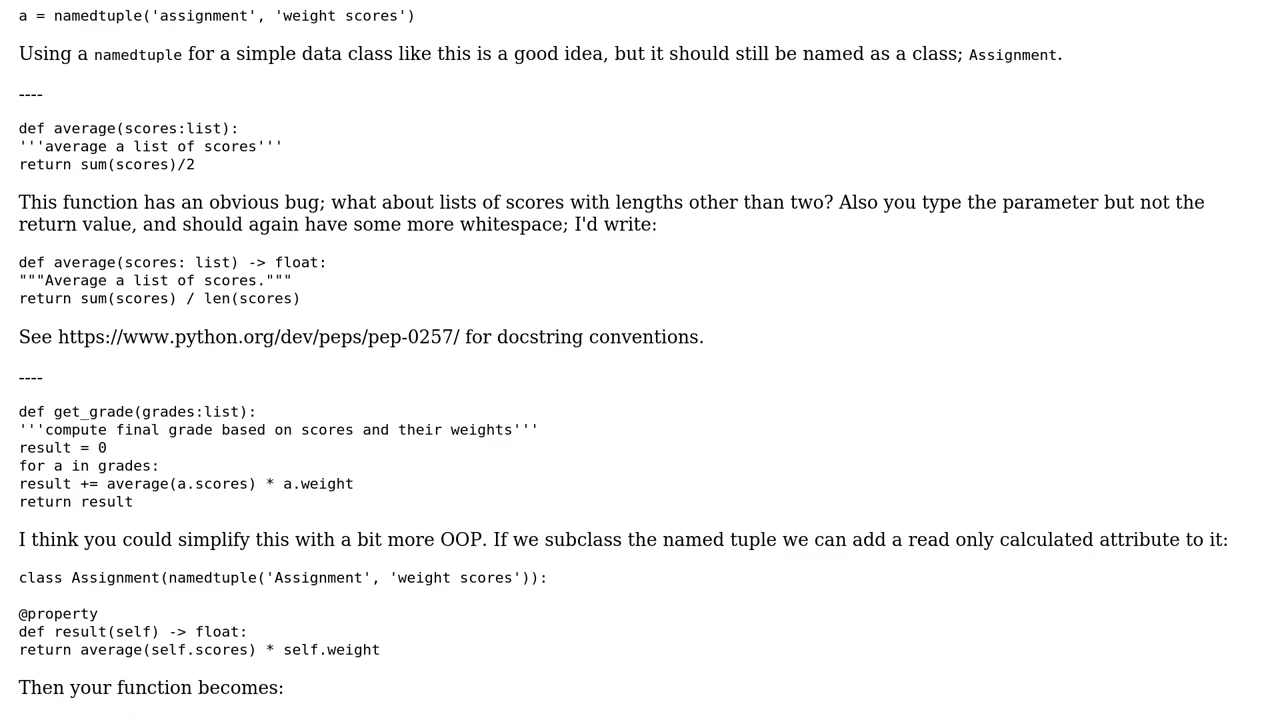 a = namedtuple('assignment', 'weight scores')
Using a namedtuple for a simple data class like this is a good idea, but it should still be named as a class; Assignment.
----
def average(scores:list):
'''average a list of scores'''
return sum(scores)/2
This function has an obvious bug; what about lists of scores with lengths other than two? Also you type the parameter but not the
return value, and should again have some more whitespace; I'd write:
def average(scores: list) -> float:
"""Average a list of scores."""
return sum(scores) / len(scores)
See https://www.python.org/dev/peps/pep-0257/ for docstring conventions.
----
def get_grade(grades:list):
'''compute final grade based on scores and their weights'''
result = 0
for a in grades:
result += average(a.scores) * a.weight
return result
I think you could simplify this with a bit more OOP. If we subclass the named tuple we can add a read only calculated attribute to it:
class Assignment(namedtuple('Assignment', 'weight scores')):
@property
def result(self) -> float:
return average(self.scores) * self.weight
Then your function becomes: